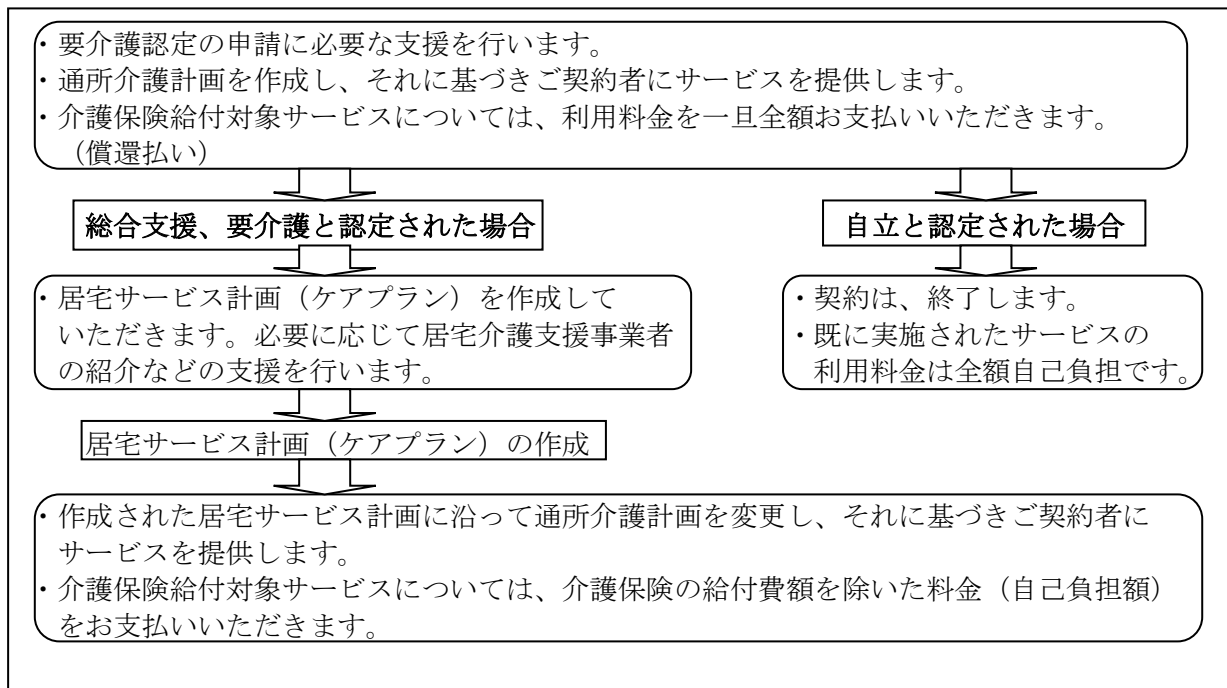 ・要介護認定の申請に必要な支援を行います。
・通所介護計画を作成し、それに基づきご契約者にサービスを提供します。
・介護保険給付対象サービスについては、利用料金を一旦全額お支払いいただきます。
（償還払い）
総合支援、要介護と認定された場合
自立と認定された場合
・居宅サービス計画（ケアプラン）を作成して
いただきます。必要に応じて居宅介護支援事業者
の紹介などの支援を行います。
・契約は、終了します。
・既に実施されたサービスの
利用料金は全額自己負担です。
居宅サービス計画（ケアプラン）の作成
・作成された居宅サービス計画に沿って通所介護計画を変更し、それに基づきご契約者に
サービスを提供します。
・介護保険給付対象サービスについては、介護保険の給付費額を除いた料金（自己負担額）
をお支払いいただきます。